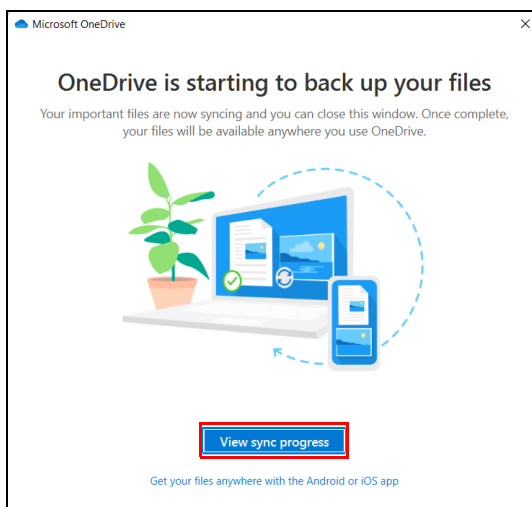 Microsoft OneDrive
OneDrive is starting to back up your files
Your important files are now syncing and you can close this window. Once complete,
your files will be available anywhere you use OneDrive.
View sync progress
Get your files anywhere with the Android or iOS app